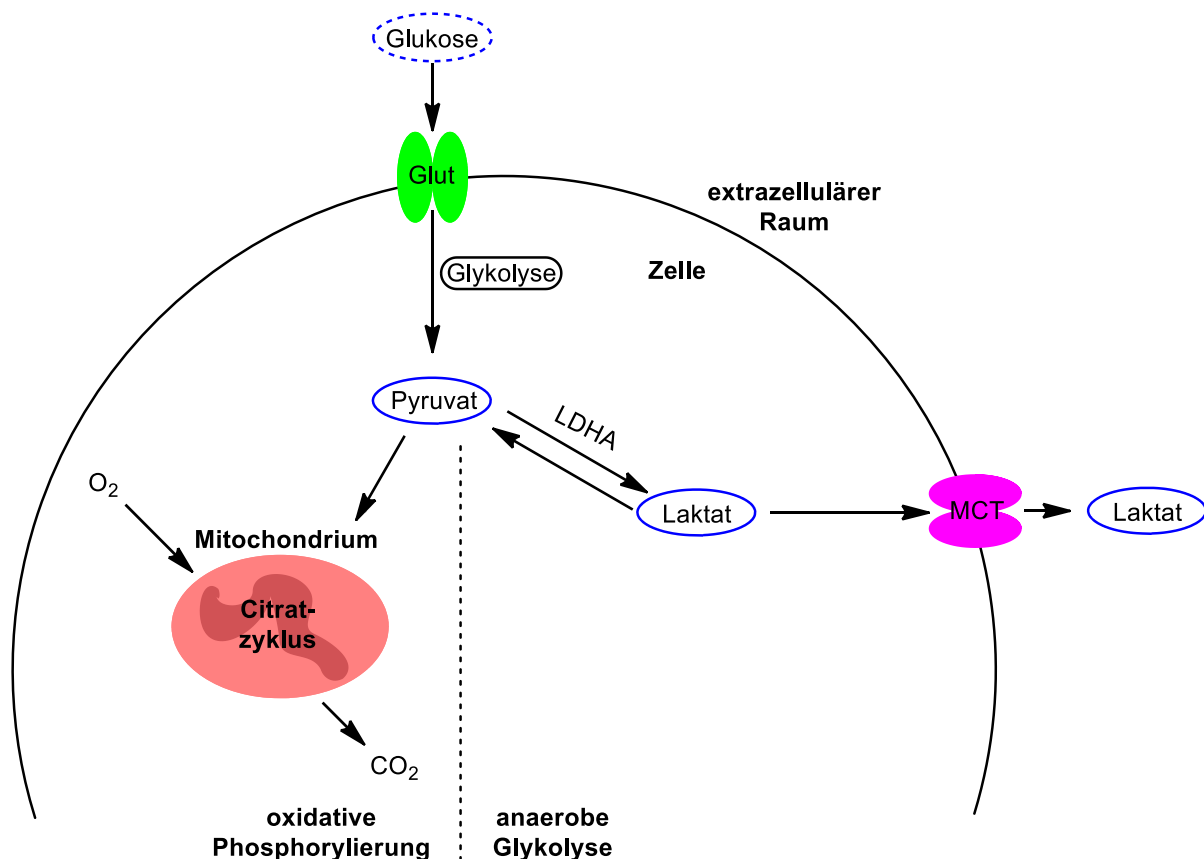 Glukose
Glut
extrazellulärer
Raum
Glykolyse
Zelle
Pyruvat
LDHA
O₂
Laktat
MCT
Laktat
Mitochondrium
Citrat-
zyklus
CO₂
oxidative
Phosphorylierung
anaerobe
Glykolyse